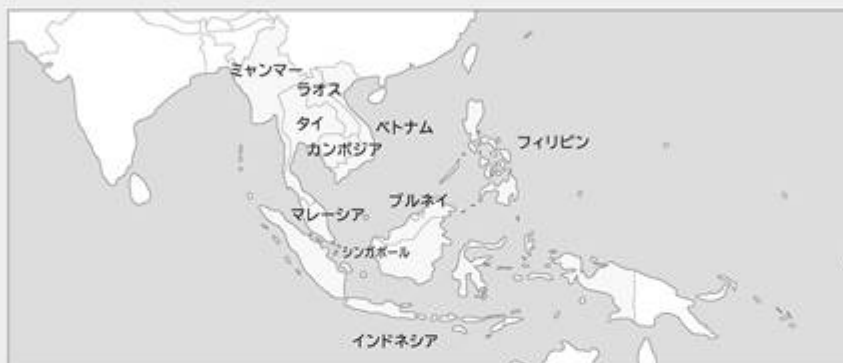 ミャンマー
ラオス
タイ
ベトナム
フィリピン
カンボジア
ブルネイ
マレーシア
シンガポール
インドネシア